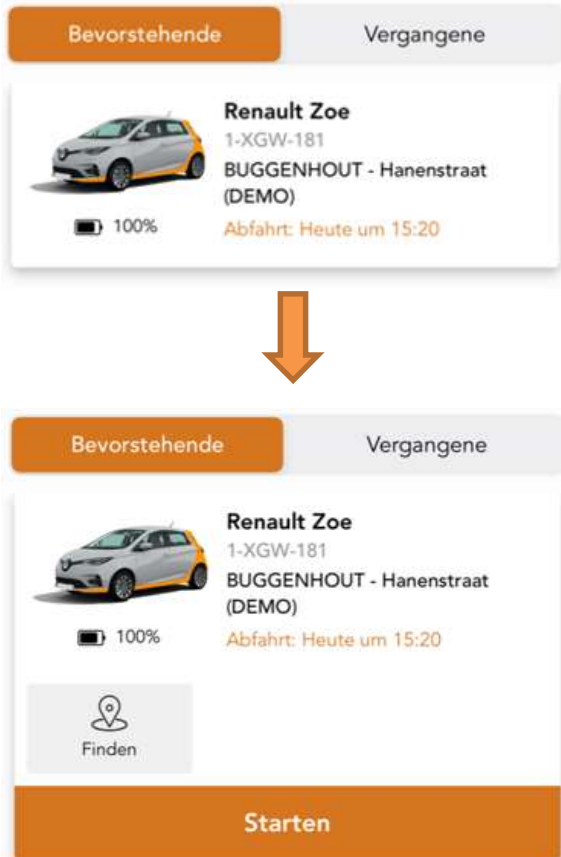 Bevorstehende
Vergangene
Renault Zoe
1-XGW-181
BUGGENHOUT - Hanenstraat
(DEMO)
100%
Abfahrt: Heute um 15:20
Bevorstehende
Vergangene
Renault Zoe
1-XGW-181
BUGGENHOUT - Hanenstraat
(DEMO)
100%
Abfahrt: Heute um 15:20
Finden
Starten